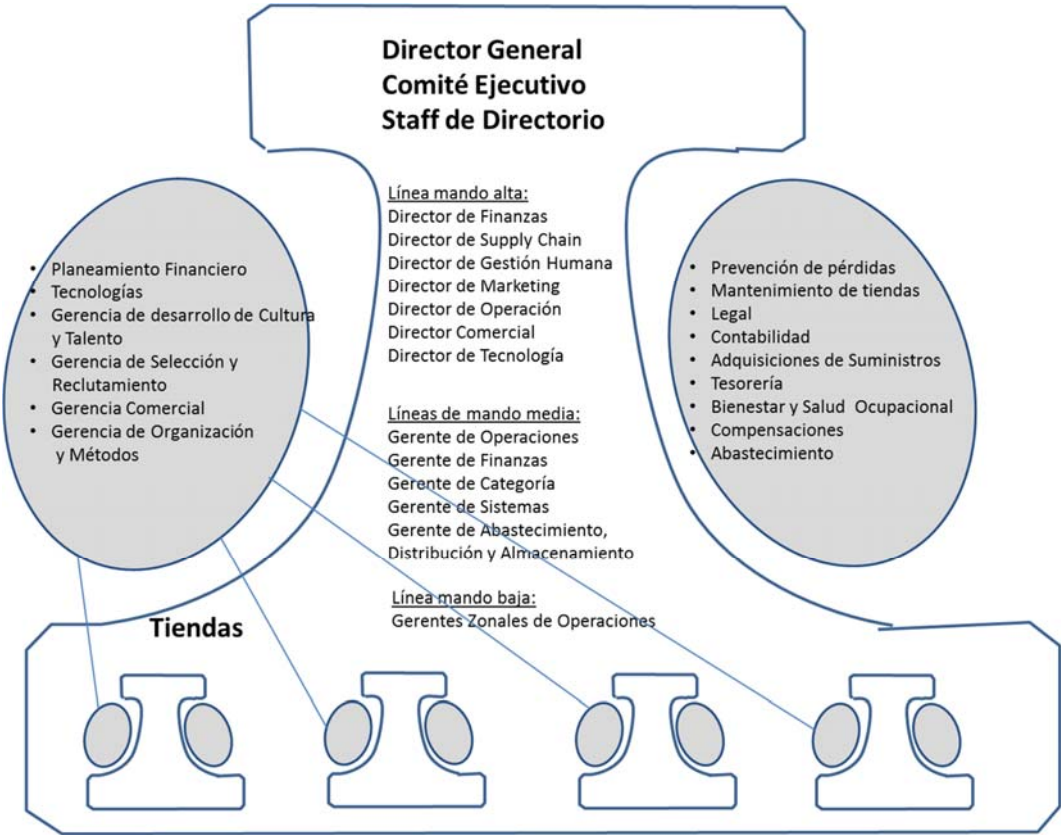 Director General
Comité Ejecutivo
Staff de Directorio
Línea mando alta:
Director de Finanzas
Director de Supply Chain
Director de Gestión Humana
Director de Marketing
Director de Operación
Director Comercial
Director de Tecnología
• Planeamiento Financiero
• Tecnologías
• Gerencia de desarrollo de Cultura
y Talento
• Gerencia de Selección y
Reclutamiento
• Gerencia Comercial
• Gerencia de Organización
y Métodos
• Prevención de pérdidas
• Mantenimiento de tiendas
• Legal
• Contabilidad
• Adquisiciones de Suministros
• Tesorería
• Bienestar y Salud Ocupacional
• Compensaciones
• Abastecimiento
Líneas de mando media:
Gerente de Operaciones
Gerente de Finanzas
Gerente de Categoría
Gerente de Sistemas
Gerente de Abastecimiento,
Distribución y Almacenamiento
Línea mando baja:
Gerentes Zonales de Operaciones
Tiendas